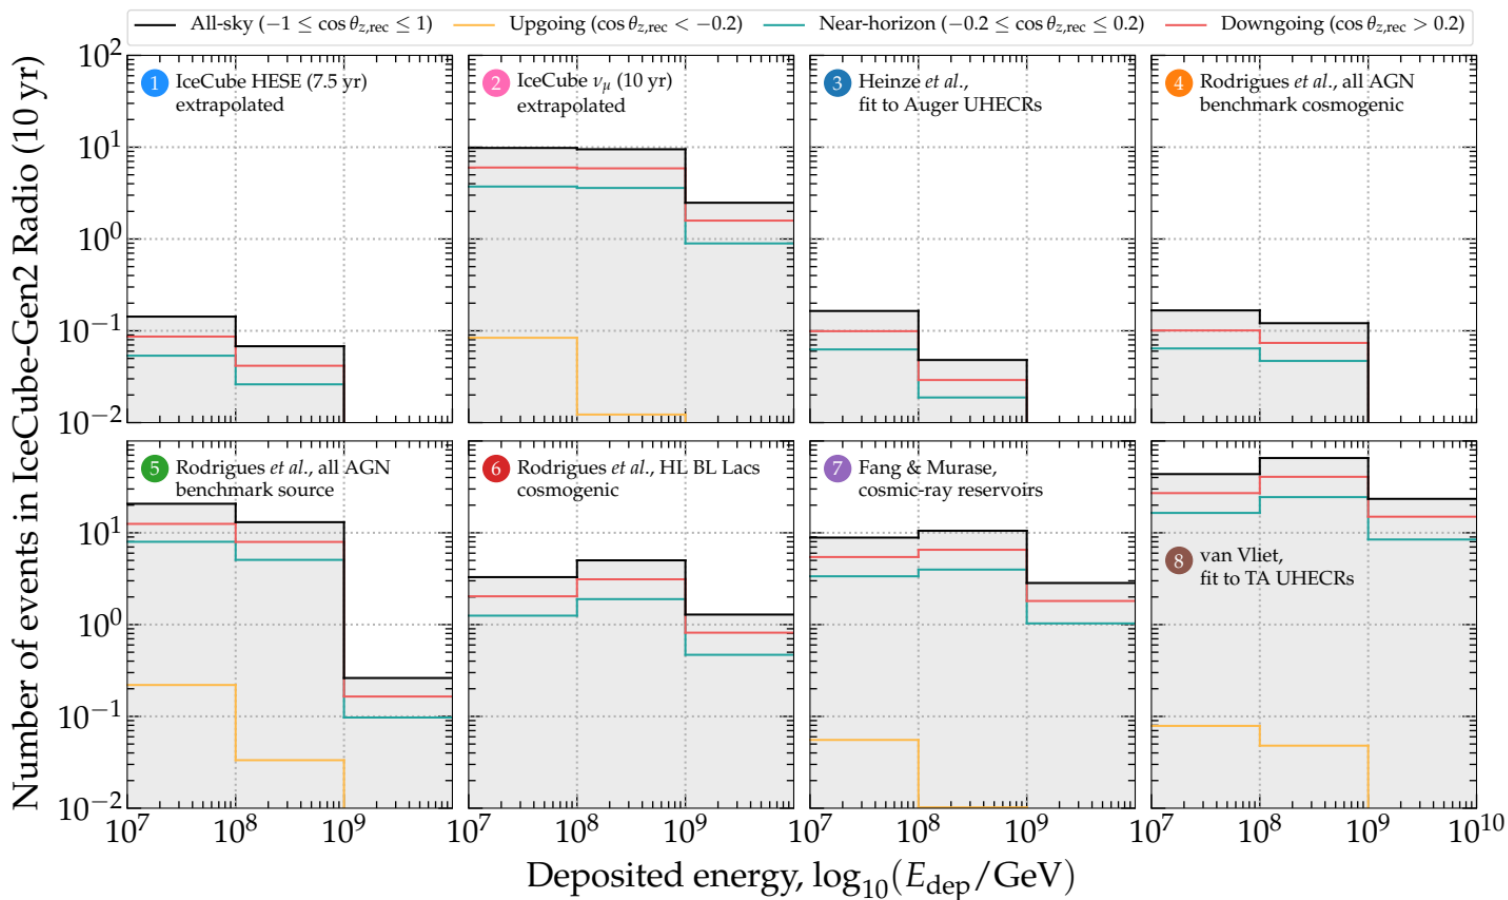 All-sky (−1 ≤ cos θz,rec ≤ 1)
Upgoing (cos θz,rec < −0.2)
Near-horizon (−0.2 ≤ cos θz,rec ≤ 0.2)
Downgoing (cos θz,rec > 0.2)
Number of events in IceCube-Gen2 Radio (10 yr)
10²
10¹
10⁰
10⁻¹
10⁻²
1 IceCube HESE (7.5 yr)
extrapolated
2 IceCube νμ (10 yr)
extrapolated
3 Heinze et al.,
fit to Auger UHECRs
4 Rodrigues et al., all AGN
benchmark cosmogenic
10¹
10⁰
10⁻¹
10⁻²
5 Rodrigues et al., all AGN
benchmark source
6 Rodrigues et al., HL BL Lacs
cosmogenic
7 Fang & Murase,
cosmic-ray reservoirs
8 van Vliet,
fit to TA UHECRs
10⁷ 10⁸ 10⁹ 10⁷ 10⁸ 10⁹ 10⁷ 10⁸ 10⁹ 10⁷ 10⁸ 10⁹ 10¹⁰
Deposited energy, log₁₀(Edep/GeV)